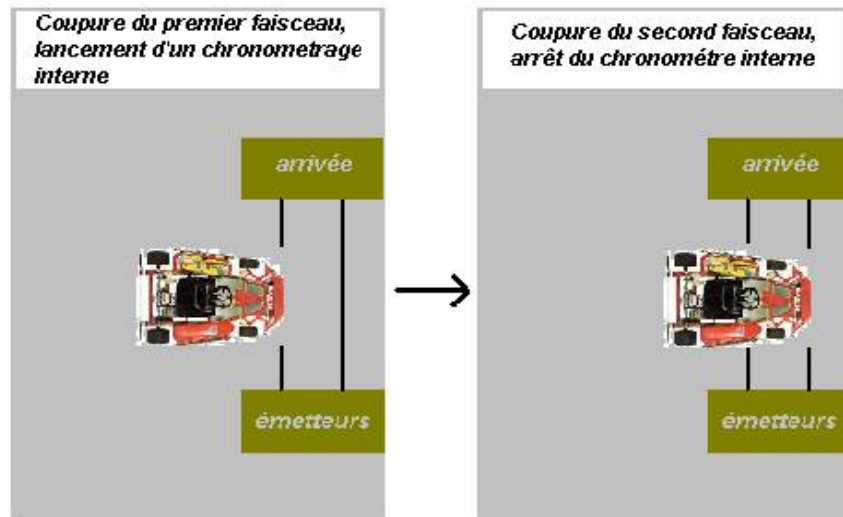 Coupure du premier faisceau,
lancement d'un chronometrage
interne
arrivée
émetteurs
Coupure du second faisceau,
arrêt du chronométre interne
arrivée
émetteurs